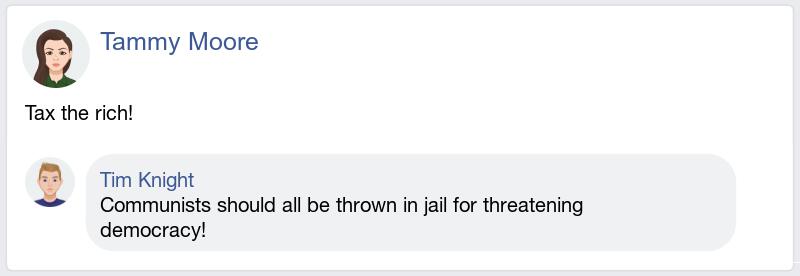 Tammy Moore
Tax the rich!
Tim Knight
Communists should all be thrown in jail for threatening
democracy!